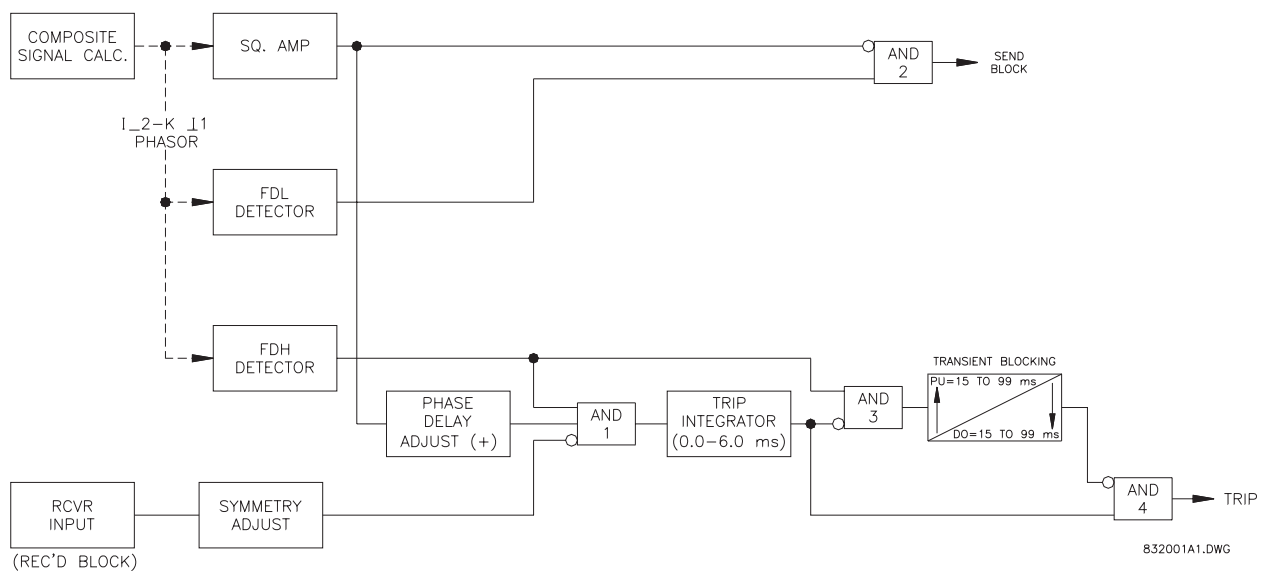 COMPOSITE
SIGNAL CALC.
SQ. AMP
AND
2
SEND
BLOCK
I_2-K I1
PHASOR
FDL
DETECTOR
FDH
DETECTOR
PHASE
DELAY
ADJUST (+)
AND
1
TRIP
INTEGRATOR
(0.0-6.0 ms)
AND
3
TRANSIENT BLOCKING
PU=15 TO 99 ms
DO=15 TO 99 ms
RCVR
INPUT
(REC'D BLOCK)
SYMMETRY
ADJUST
AND
4
TRIP
832001A1.DWG